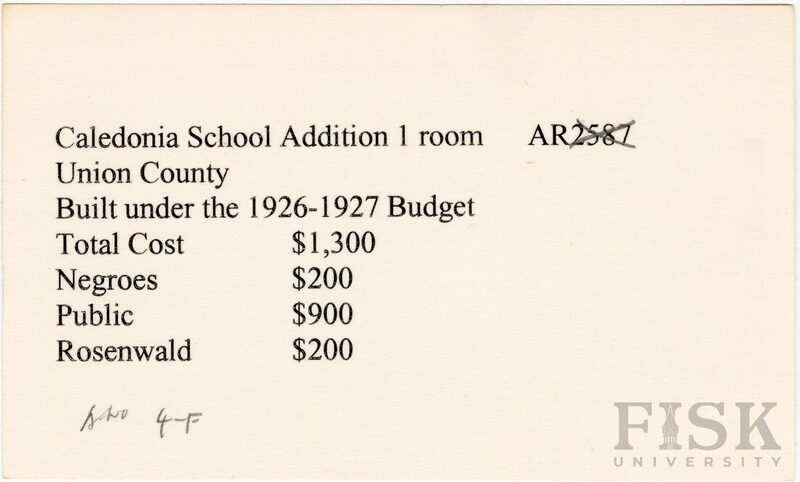 Caledonia School Addition 1 room AR2587
Union County
Built under the 1926-1927 Budget
Total Cost $1,300
Negroes $200
Public $900
Rosenwald $200
4-F
FISK
UNIVERSITY